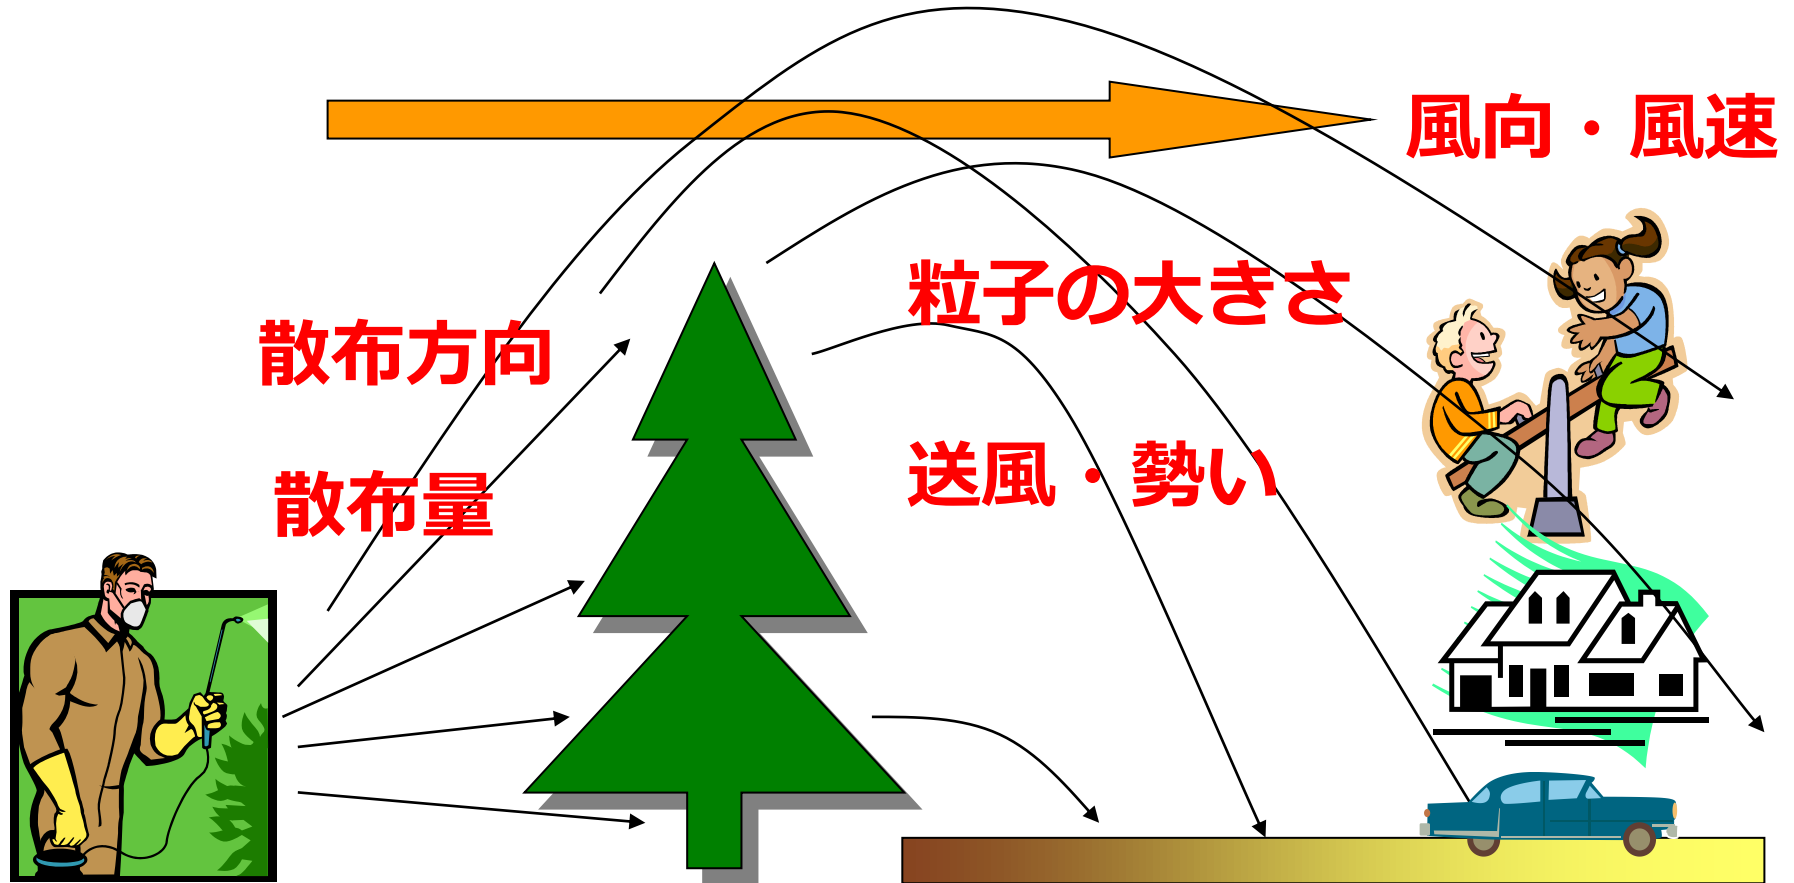 風向・風速
粒子の大きさ
散布方向
送風・勢い
散布量